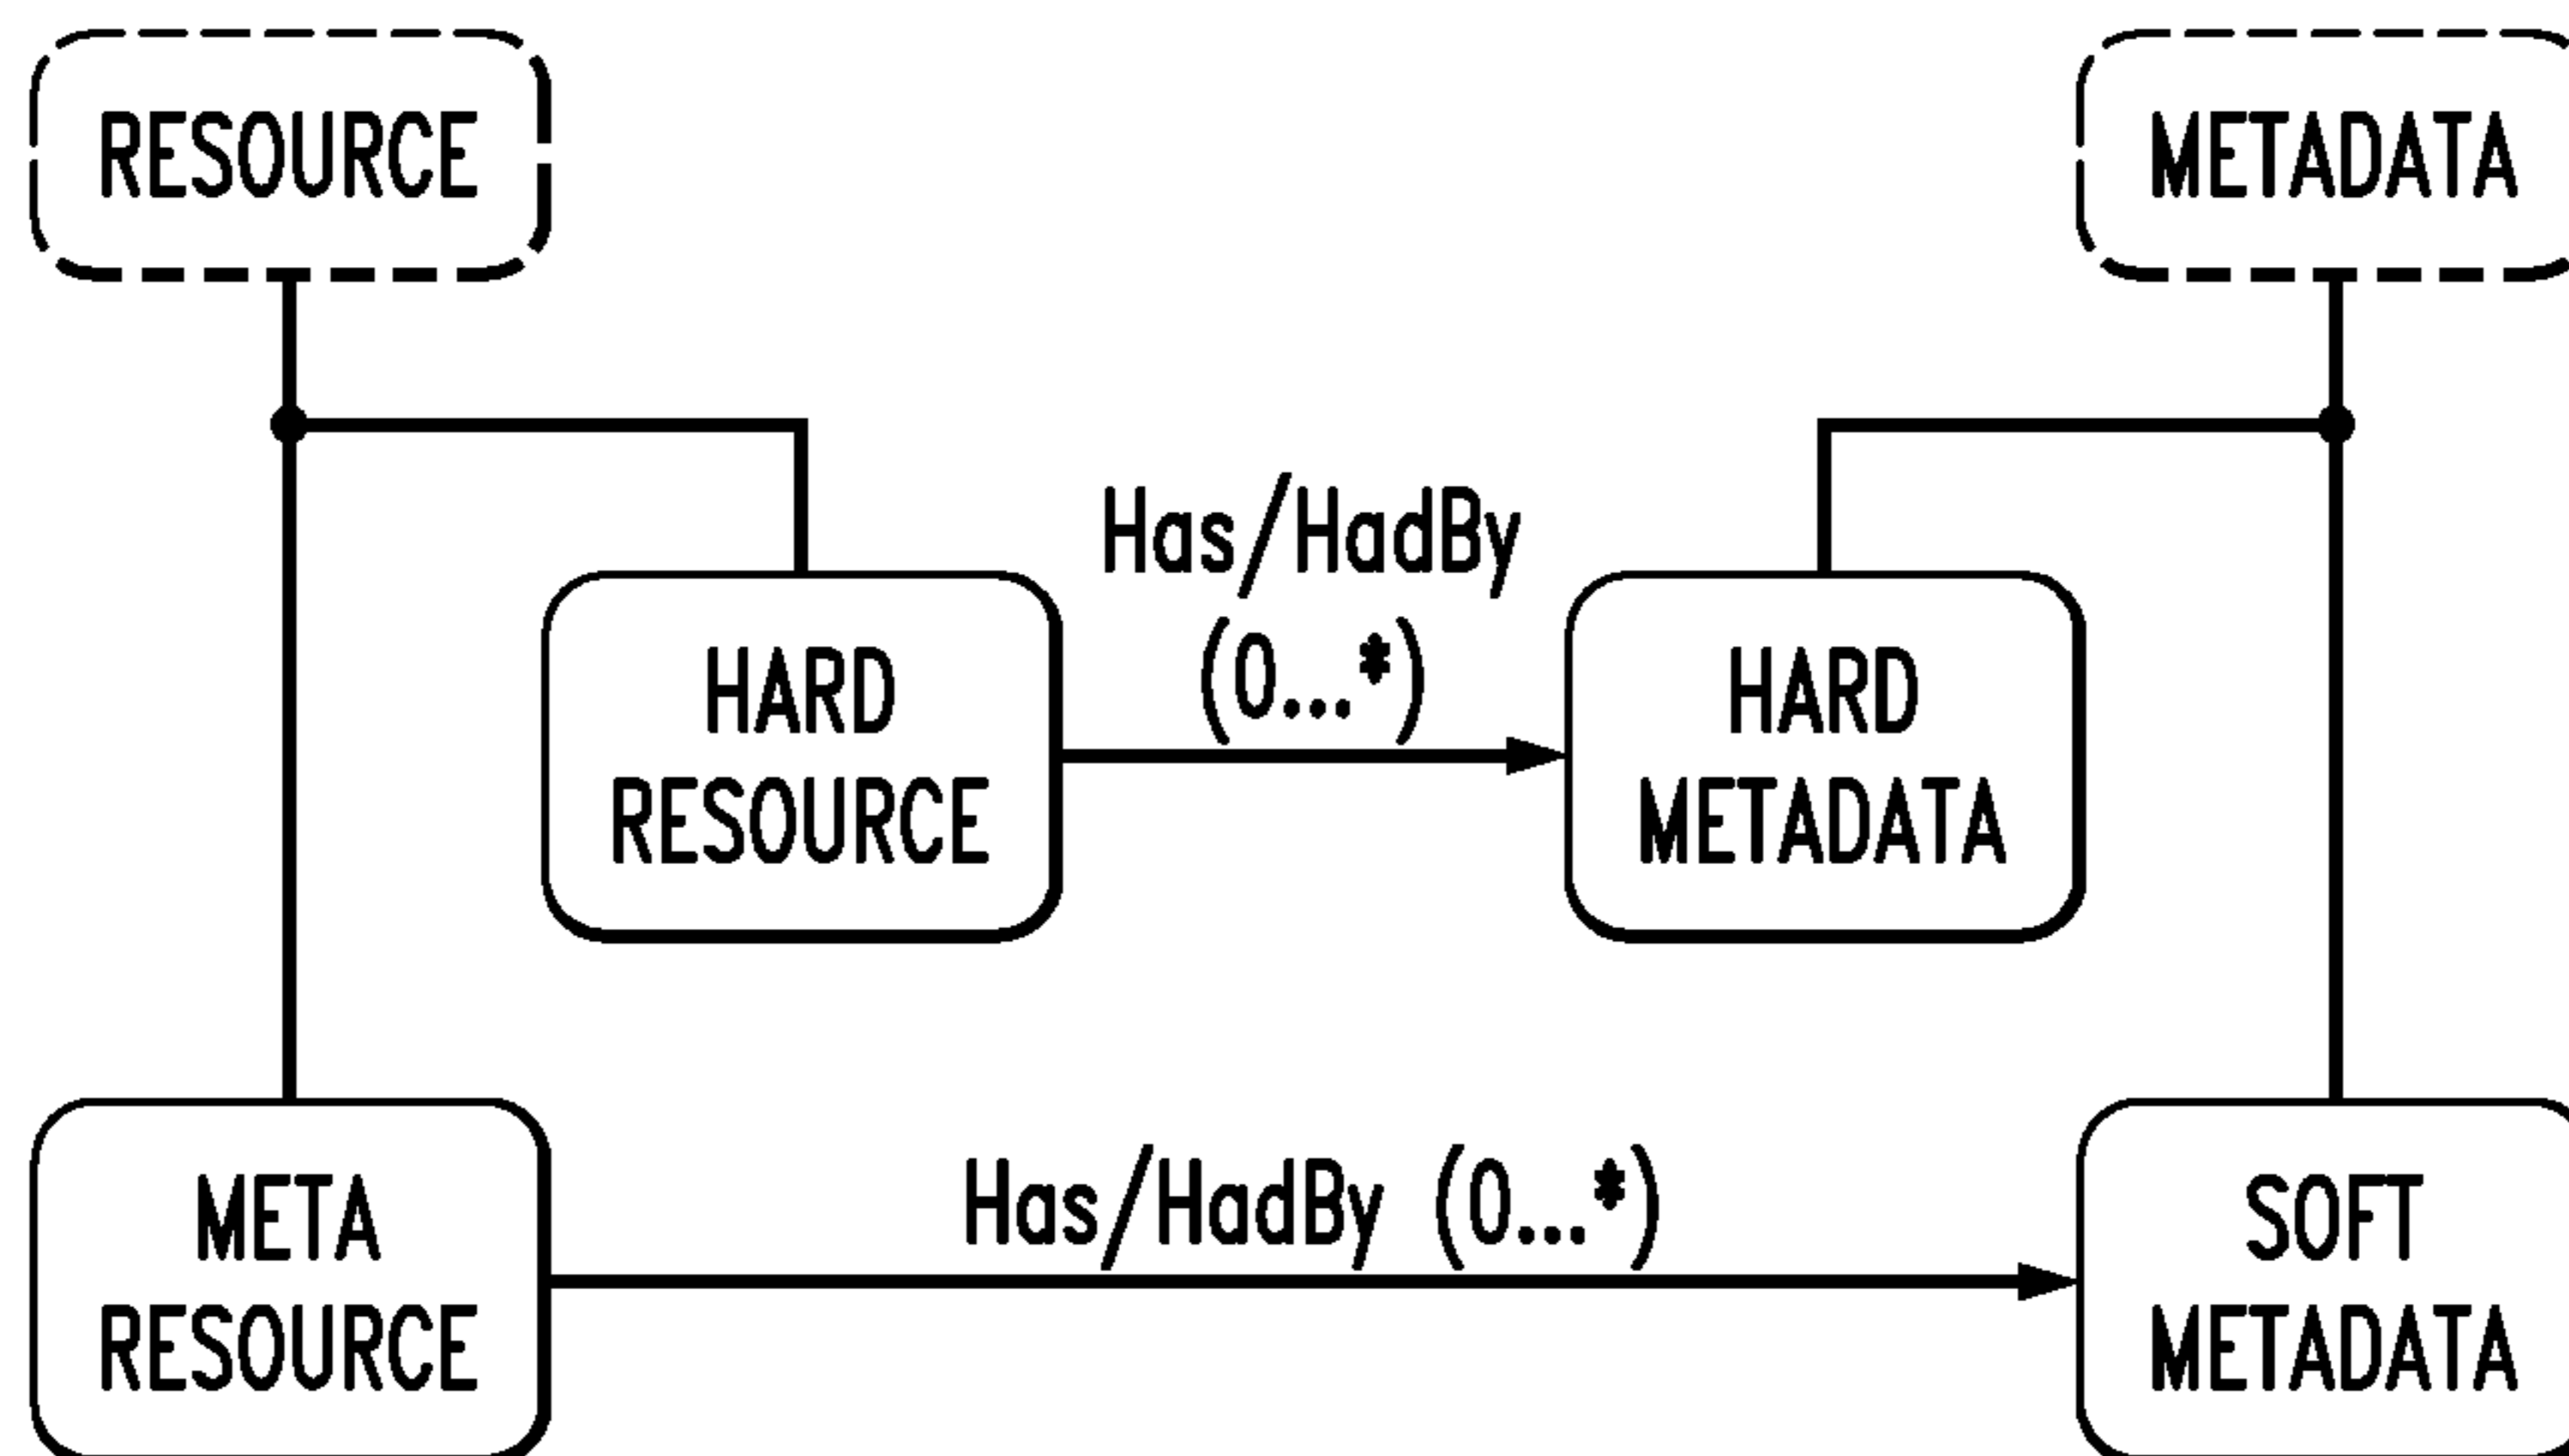 RESOURCE
METADATA
Has/HadBy
(0...*)
HARD
RESOURCE
HARD
METADATA
META
RESOURCE
Has/HadBy (0...*)
SOFT
METADATA